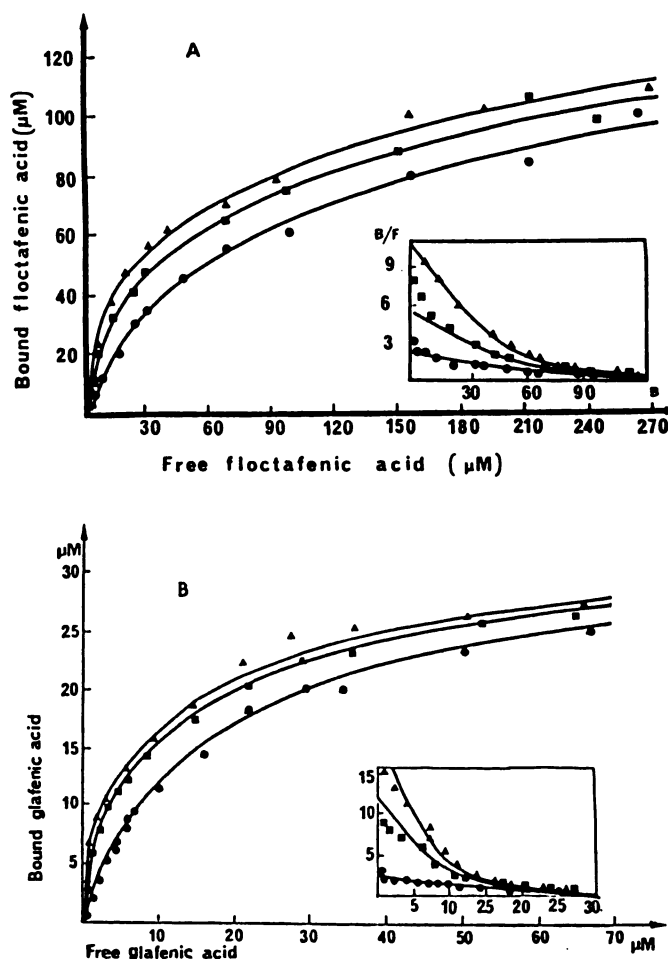 A
120
100
80
60
40
20
Bound floctafenic acid (µM)
B/F
9
6
3
30 60 90 B
30 60 90 120 150 180 210 240 270
Free floctafenic acid ( µM)
µM
B
30
25
20
15
10
5
Bound glafenic acid
15
10
5
5 10 15 25 20 25 30
10 20 30 40 50 60 70 µM
Free glafenic acid